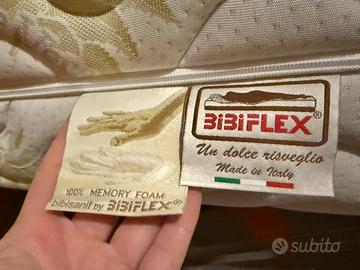 100% MEMORY FOAM
bibisanit by BiBiFLEX®
BiBiFLEX®
Un dolce risveglio
Made in Italy
subito